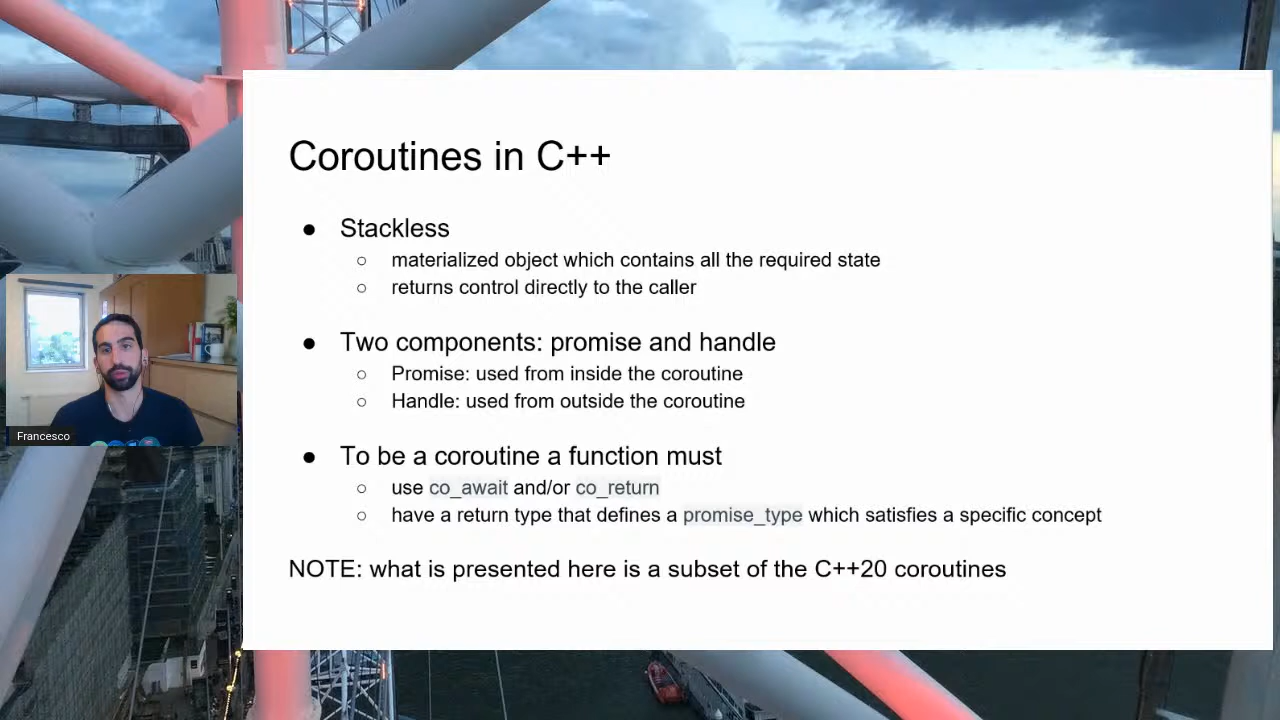 Coroutines in C++
● Stackless
○ materialized object which contains all the required state
○ returns control directly to the caller
● Two components: promise and handle
○ Promise: used from inside the coroutine
○ Handle: used from outside the coroutine
● To be a coroutine a function must
○ use co_await and/or co_return
○ have a return type that defines a promise_type which satisfies a specific concept
NOTE: what is presented here is a subset of the C++20 coroutines
Francesco